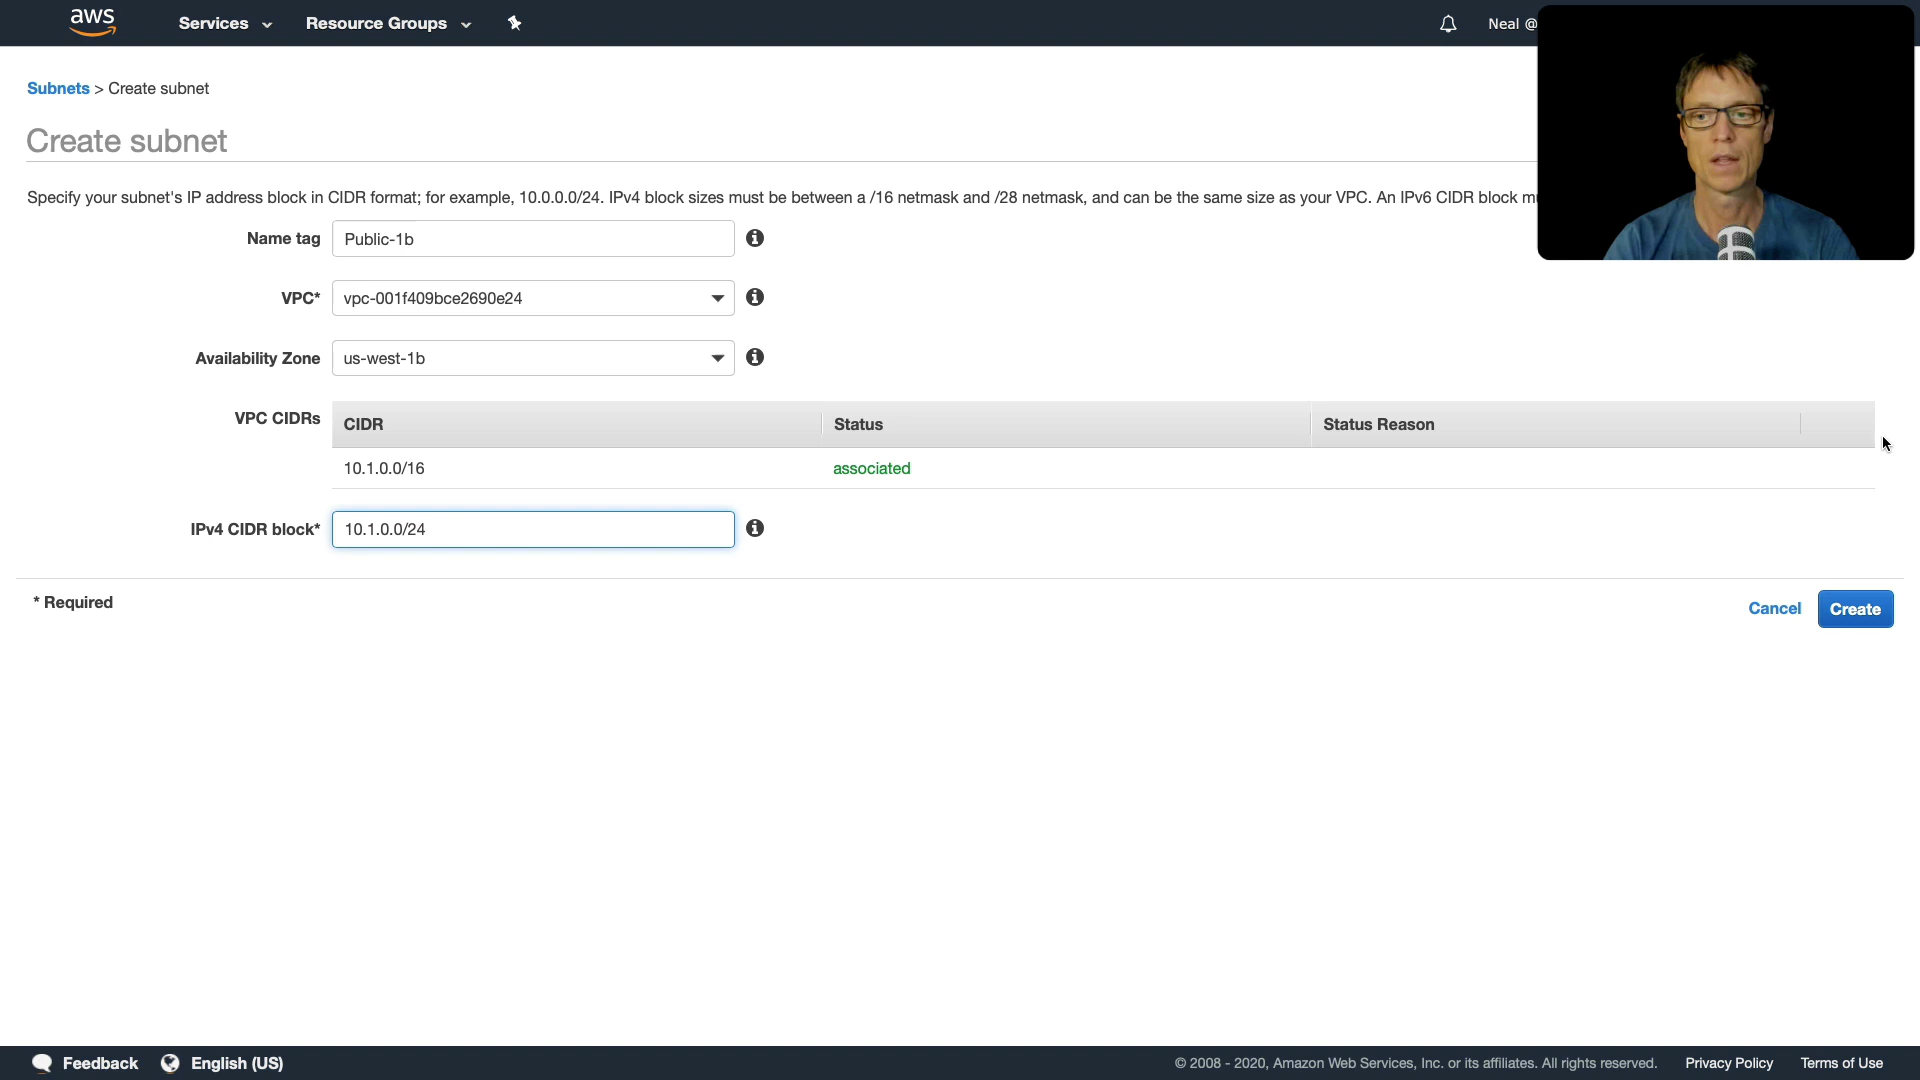 aws Services Resource Groups Neal @
Subnets > Create subnet
Create subnet
Specify your subnet's IP address block in CIDR format; for example, 10.0.0.0/24. IPv4 block sizes must be between a /16 netmask and /28 netmask, and can be the same size as your VPC. An IPv6 CIDR block
Name tag Public-1b
VPC* vpc-001f409bce2690e24
Availability Zone us-west-1b
VPC CIDRs CIDR Status Status Reason
10.1.0.0/16 associated
IPv4 CIDR block* 10.1.0.0/24
* Required
Cancel Create
Feedback English (US) © 2008 - 2020, Amazon Web Services, Inc. or its affiliates. All rights reserved. Privacy Policy Terms of Use